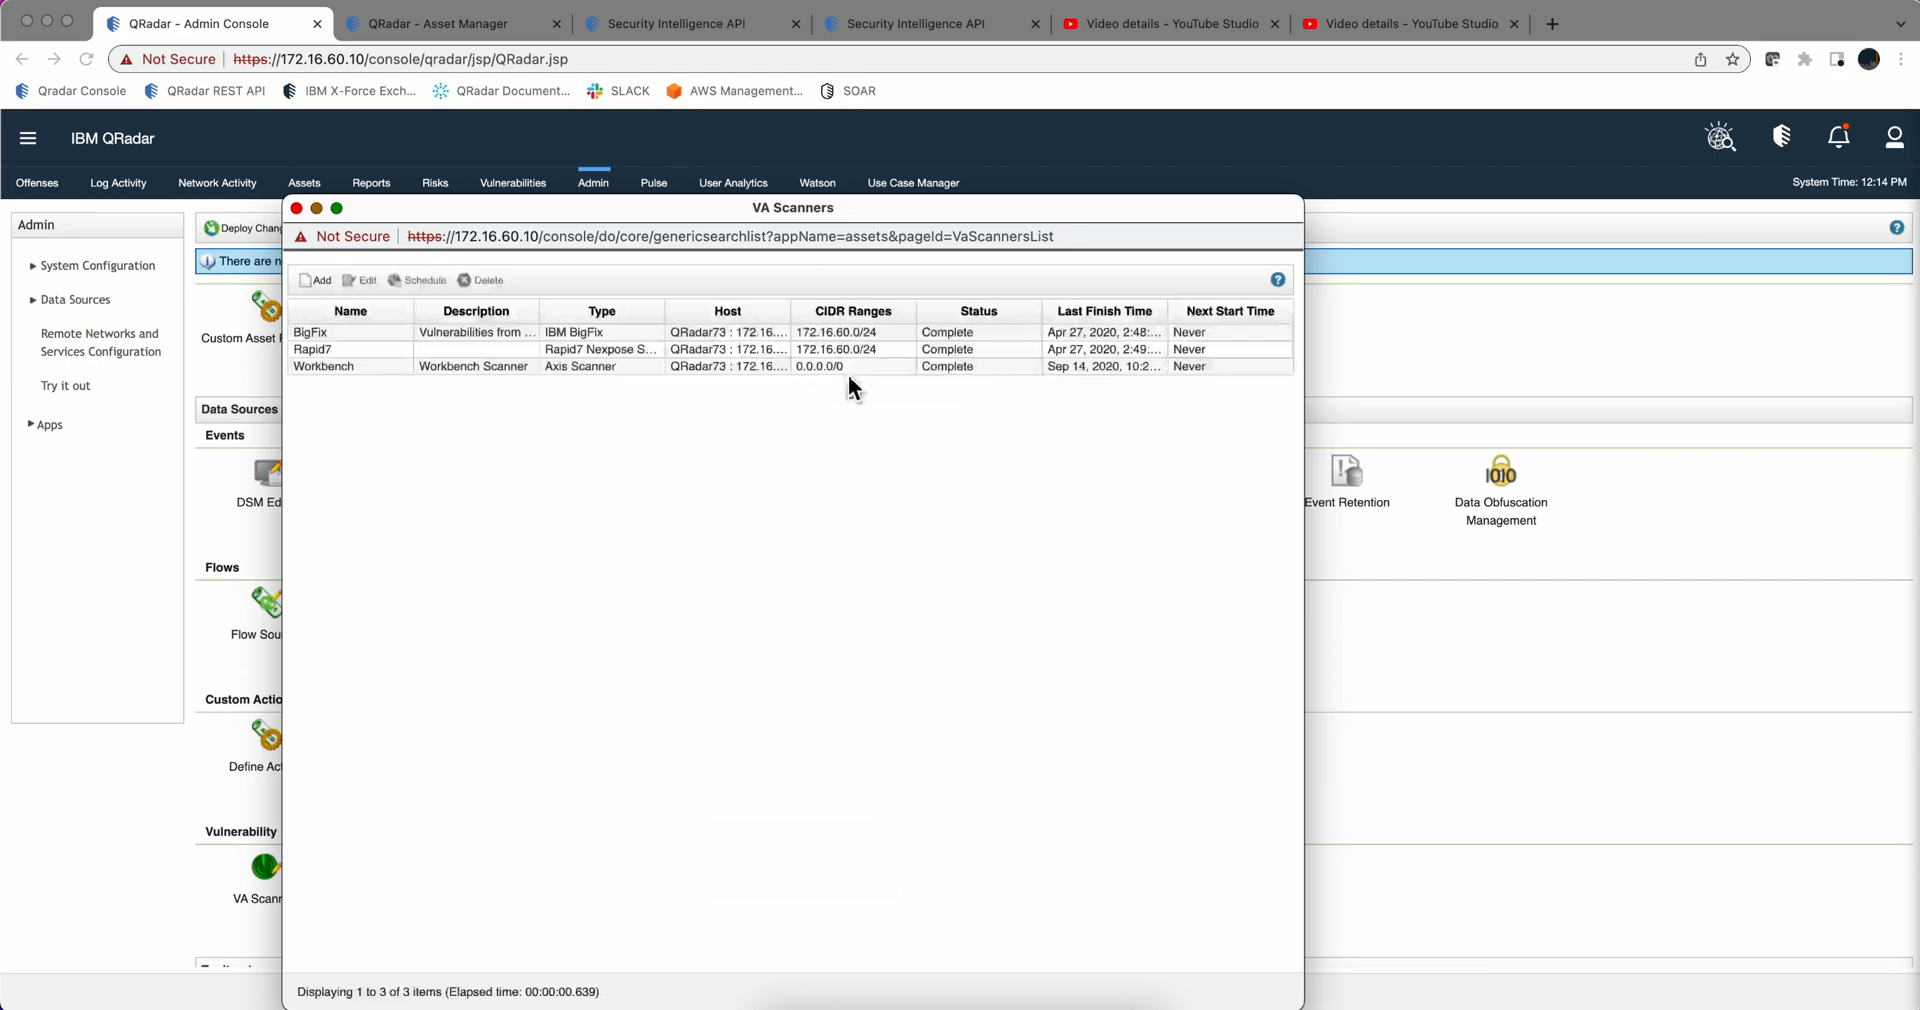 QRadar - Admin Console
QRadar - Asset Manager
Security Intelligence API
Security Intelligence API
Video details - YouTube Studio
Video details - YouTube Studio
Not Secure https://172.16.60.10/console/qradar/jsp/QRadar.jsp
Qradar Console QRadar REST API IBM X-Force Exch... QRadar Document... SLACK AWS Management... SOAR
IBM QRadar
Offenses Log Activity Network Activity Assets Reports Risks Vulnerabilities Admin Pulse User Analytics Watson Use Case Manager System Time: 12:14 PM
VA Scanners
Not Secure https://172.16.60.10/console/do/core/genericsearchlist?appName=assets&pageId=VaScannersList
Add Edit Schedule Delete
Name Description Type Host CIDR Ranges Status Last Finish Time Next Start Time
BigFix Vulnerabilities from ... IBM BigFix QRadar73 : 172.16.... 172.16.60.0/24 Complete Apr 27, 2020, 2:48:... Never
Rapid7 Rapid7 Nexpose S... QRadar73 : 172.16.... 172.16.60.0/24 Complete Apr 27, 2020, 2:49:... Never
Workbench Workbench Scanner Axis Scanner QRadar73 : 172.16.... 0.0.0.0/0 Complete Sep 14, 2020, 10:2... Never
Displaying 1 to 3 of 3 items (Elapsed time: 00:00:00.639)
Admin
System Configuration
Data Sources
Remote Networks and
Services Configuration
Try it out
Apps
Deploy Chang
There are n
Custom Asset
Data Sources
Events
DSM Ed
Event Retention
Data Obfuscation
Management
Flows
Flow Sou
Custom Actio
Define Act
Vulnerability
VA Scann